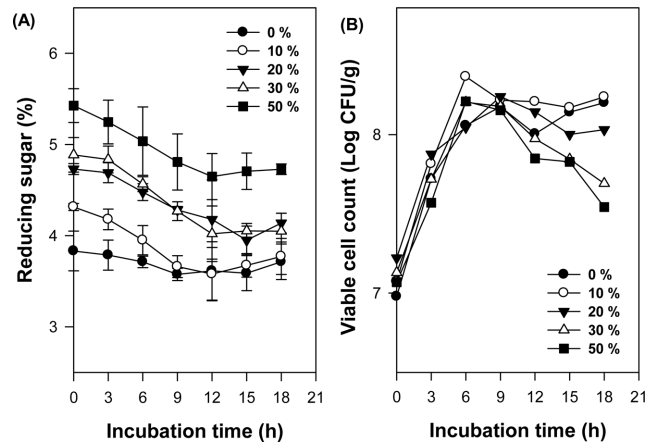 (A)
Reducing sugar (%)
6
5
4
3
0 %
10 %
20 %
30 %
50 %
0 3 6 9 12 15 18 21
Incubation time (h)
(B)
Viable cell count (Log CFU/g)
8
7
0 %
10 %
20 %
30 %
50 %
0 3 6 9 12 15 18 21
Incubation time (h)